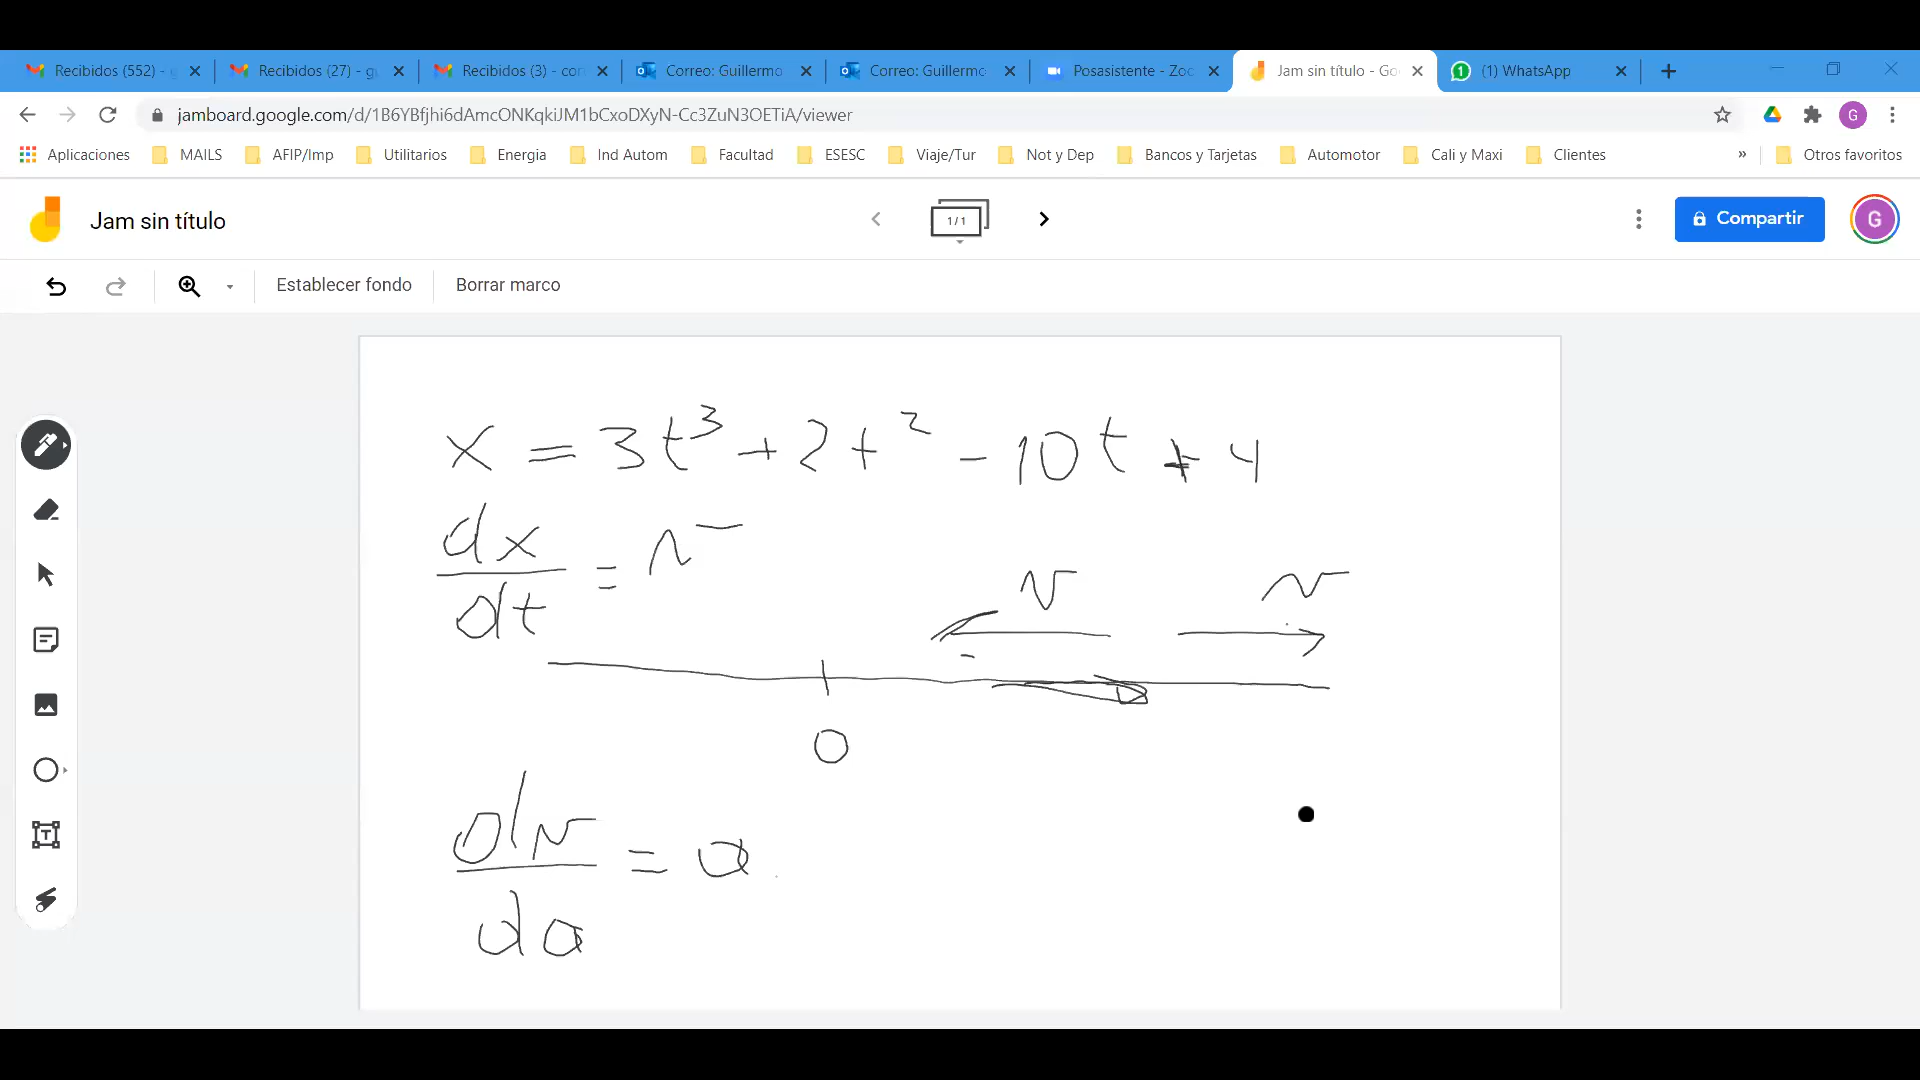 Recibidos (552) - g
Recibidos (27) - gu
Recibidos (3) - con
Correo: Guillermo
Correo: Guillermo
Posasistente - Zoo
Jam sin título - Go
(1) WhatsApp
jamboard.google.com/d/1B6YBfjhi6dAmcONKqkiJM1bCxoDXyN-Cc3ZuN3OETiA/viewer
G
Aplicaciones MAILS AFIP/Imp Utilitarios Energia Ind Autom Facultad ESESC Viaje/Tur Not y Dep Bancos y Tarjetas Automotor Cali y Maxi Clientes » Otros favoritos
Jam sin título
1/1
Compartir
G
Establecer fondo Borrar marco
x = 3t³ + 2t² - 10t + 4
dx/dt = v
v v
-
0
dv/da = a